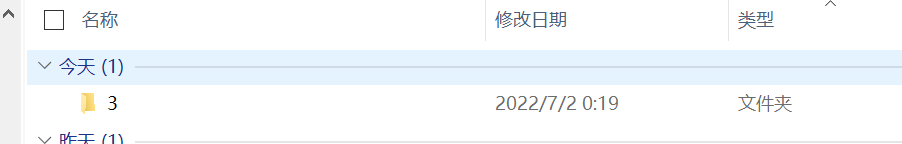 名称 修改日期 类型
今天 (1)
3 2022/7/2 0:19 文件夹
昨天 (1)